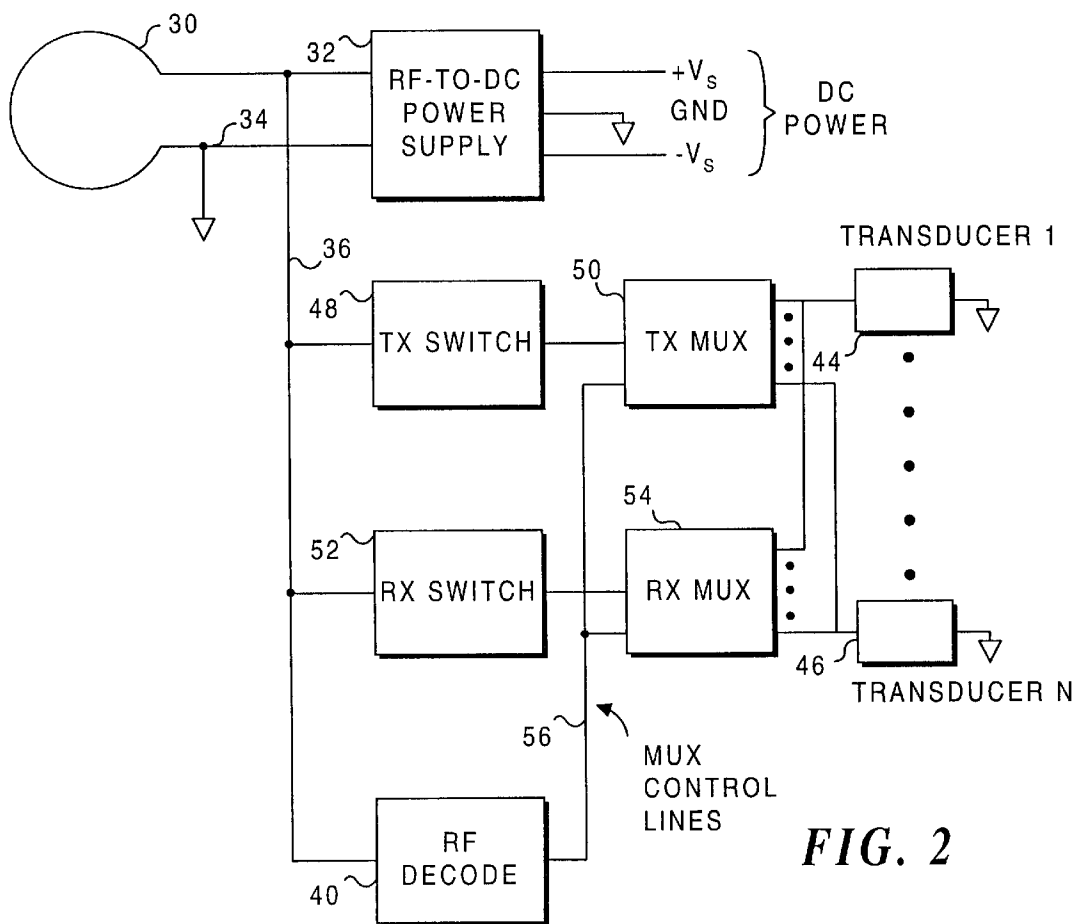 30
32
RF-TO-DC
POWER
SUPPLY
+VS
GND
-VS
DC
POWER
34
36
TRANSDUCER 1
48
TX SWITCH
50
TX MUX
44
52
RX SWITCH
54
RX MUX
46
TRANSDUCER N
56
MUX
CONTROL
LINES
RF
DECODE
40
FIG. 2